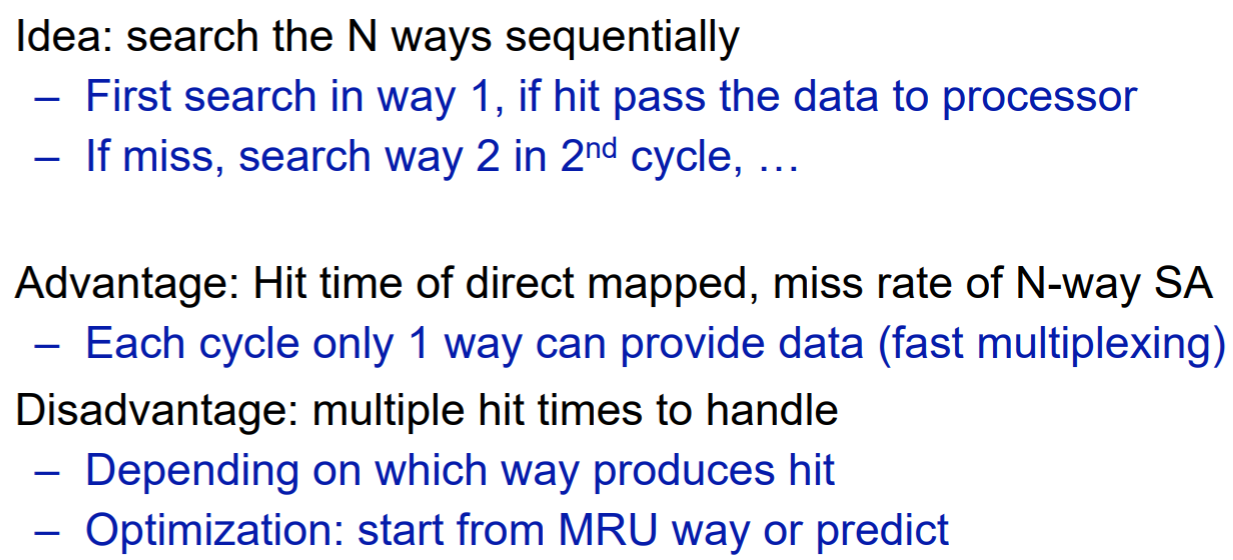 Idea: search the N ways sequentially
– First search in way 1, if hit pass the data to processor
– If miss, search way 2 in 2nd cycle, …
Advantage: Hit time of direct mapped, miss rate of N-way SA
– Each cycle only 1 way can provide data (fast multiplexing)
Disadvantage: multiple hit times to handle
– Depending on which way produces hit
– Optimization: start from MRU way or predict